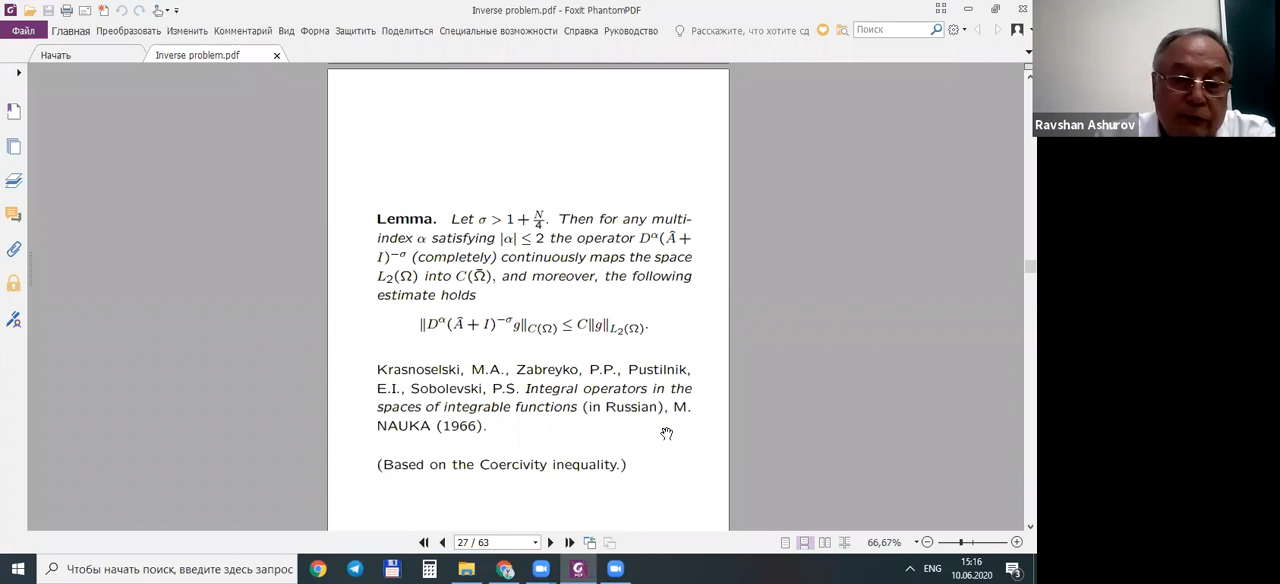 Inverse problem.pdf - Foxit PhantomPDF
Файл Главная Преобразовать Изменить Комментарий Вид Форма Защитить Поделиться Специальные возможности Справка Руководство Расскажите, что хотите сд Поиск
Начать Inverse problem.pdf
Ravshan Ashurov
Lemma. Let σ > 1 + N/4. Then for any multi-
index α satisfying |α| ≤ 2 the operator D^α(Â +
I)^{−σ} (completely) continuously maps the space
L₂(Ω) into C(Ω̄), and moreover, the following
estimate holds
||D^α(Â + I)^{−σ}g||_{C(Ω)} ≤ C||g||_{L₂(Ω)}.
Krasnoselski, M.A., Zabreyko, P.P., Pustilnik,
E.I., Sobolevski, P.S. Integral operators in the
spaces of integrable functions (in Russian), M.
NAUKA (1966).
(Based on the Coercivity inequality.)
27 / 63 66,67%
Чтобы начать поиск, введите здесь запрос ENG 15:16
10.06.2020 3